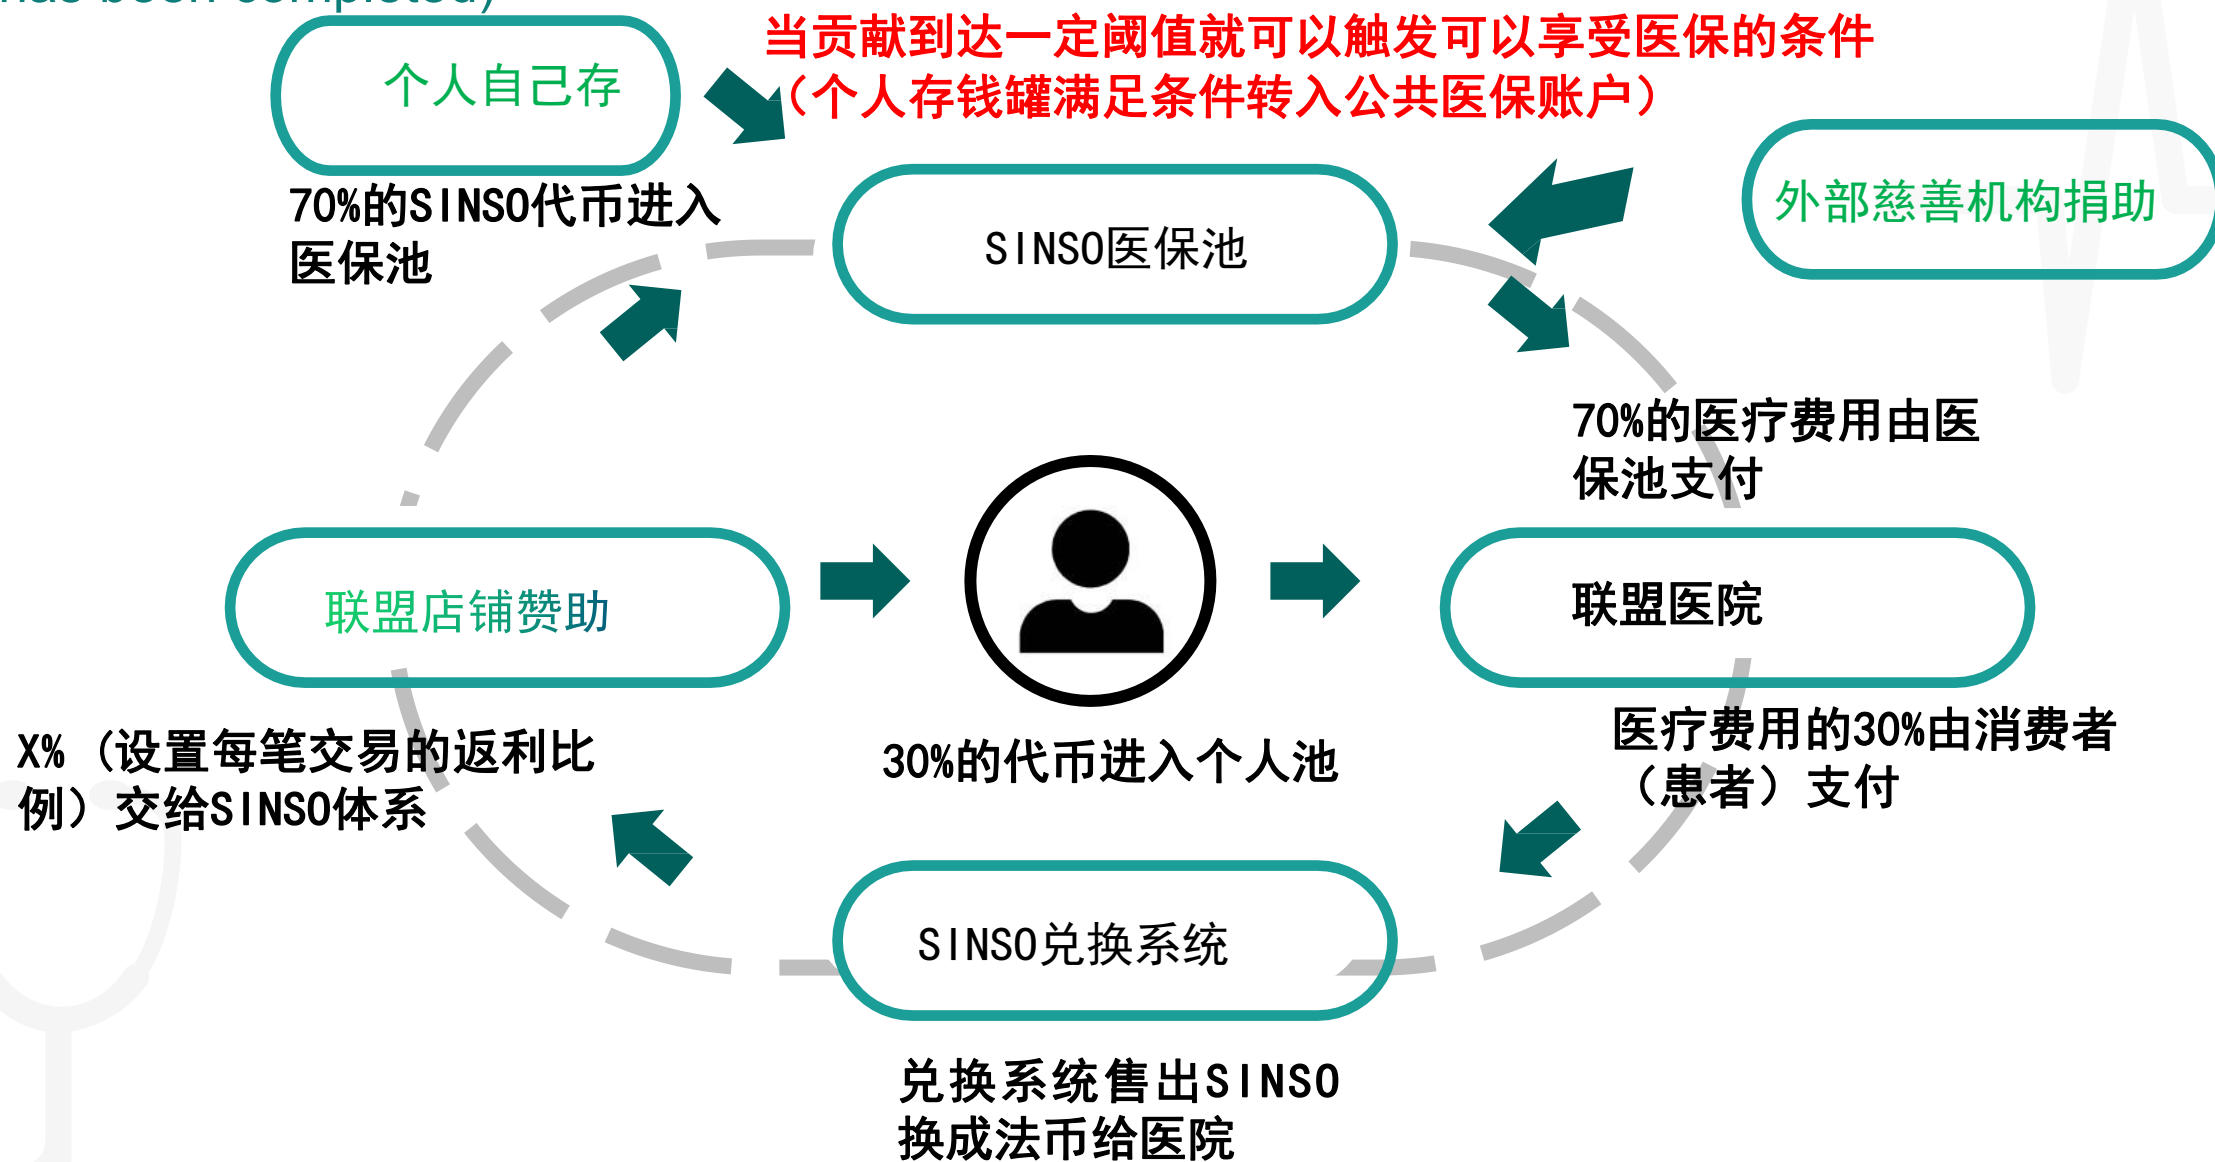 has been completed)
当贡献到达一定阈值就可以触发可以享受医保的条件
（个人存钱罐满足条件转入公共医保账户）
个人自己存
外部慈善机构捐助
70%的SINSO代币进入
医保池
SINSO医保池
70%的医疗费用由医
保池支付
联盟店铺赞助
联盟医院
X%（设置每笔交易的返利比
例）交给SINSO体系
30%的代币进入个人池
医疗费用的30%由消费者
（患者）支付
SINSO兑换系统
兑换系统售出SINSO
换成法币给医院